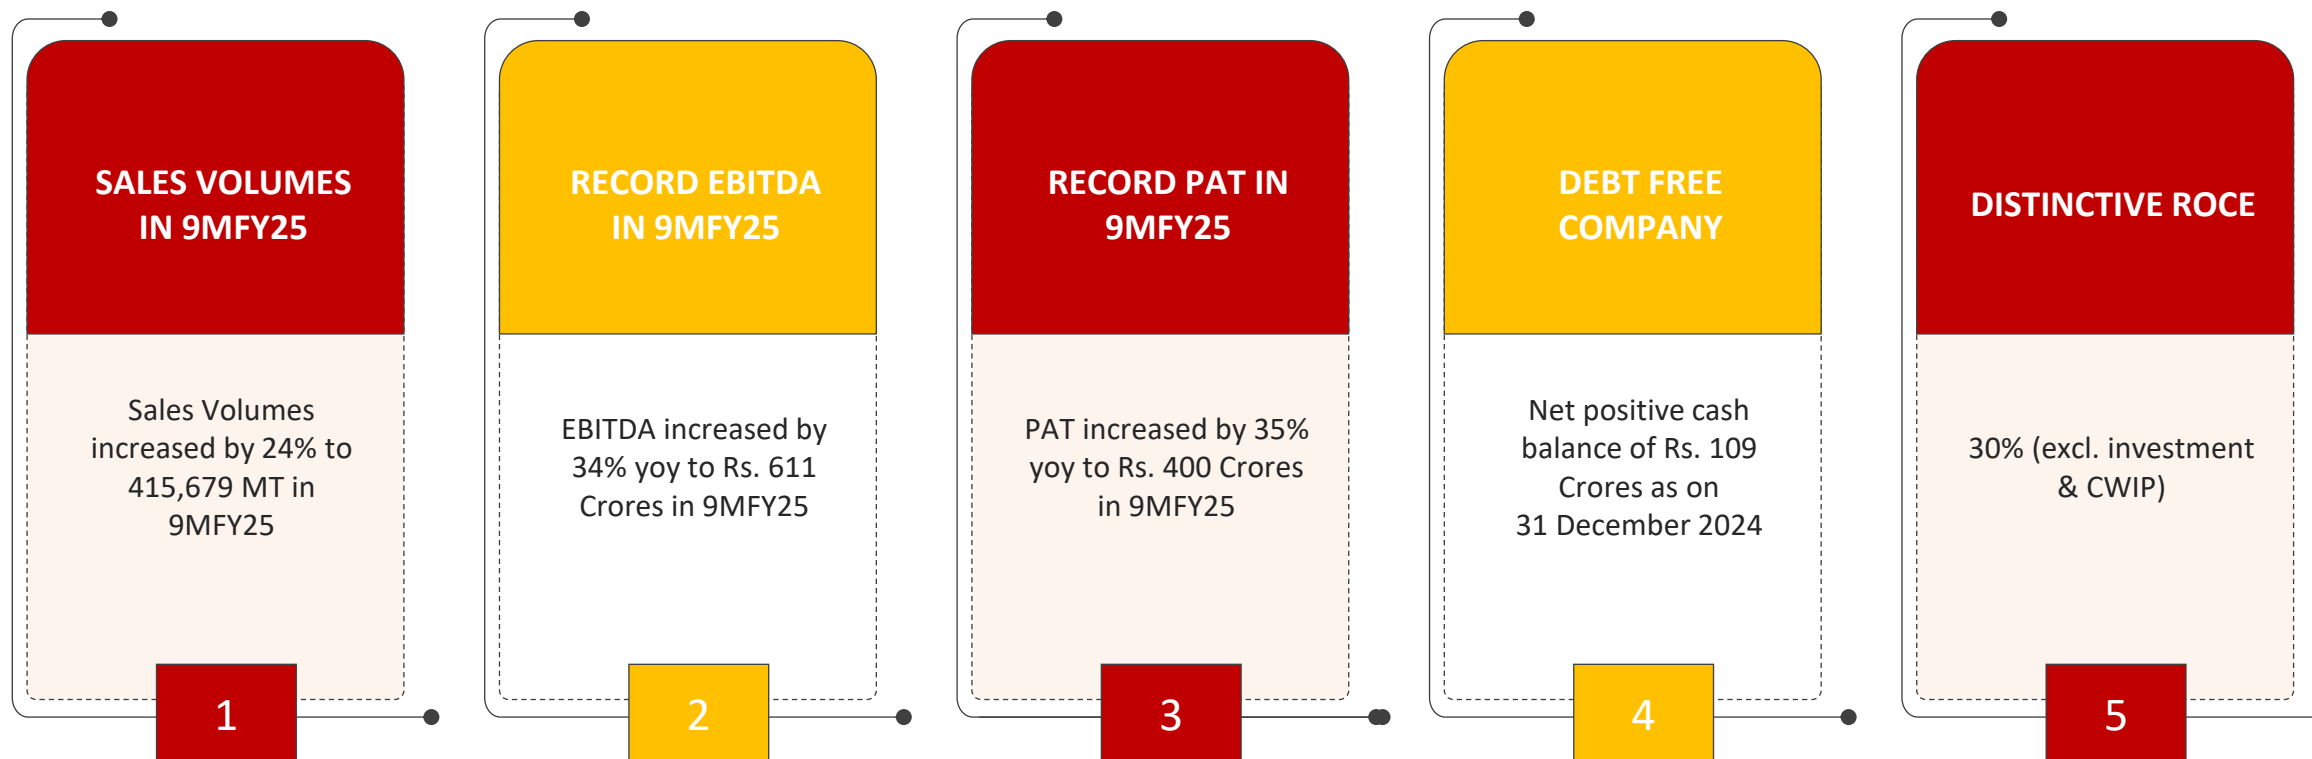 SALES VOLUMES
IN 9MFY25
Sales Volumes
increased by 24% to
415,679 MT in
9MFY25
1
RECORD EBITDA
IN 9MFY25
EBITDA increased by
34% yoy to Rs. 611
Crores in 9MFY25
2
RECORD PAT IN
9MFY25
PAT increased by 35%
yoy to Rs. 400 Crores
in 9MFY25
3
DEBT FREE
COMPANY
Net positive cash
balance of Rs. 109
Crores as on
31 December 2024
4
DISTINCTIVE ROCE
30% (excl. investment
& CWIP)
5